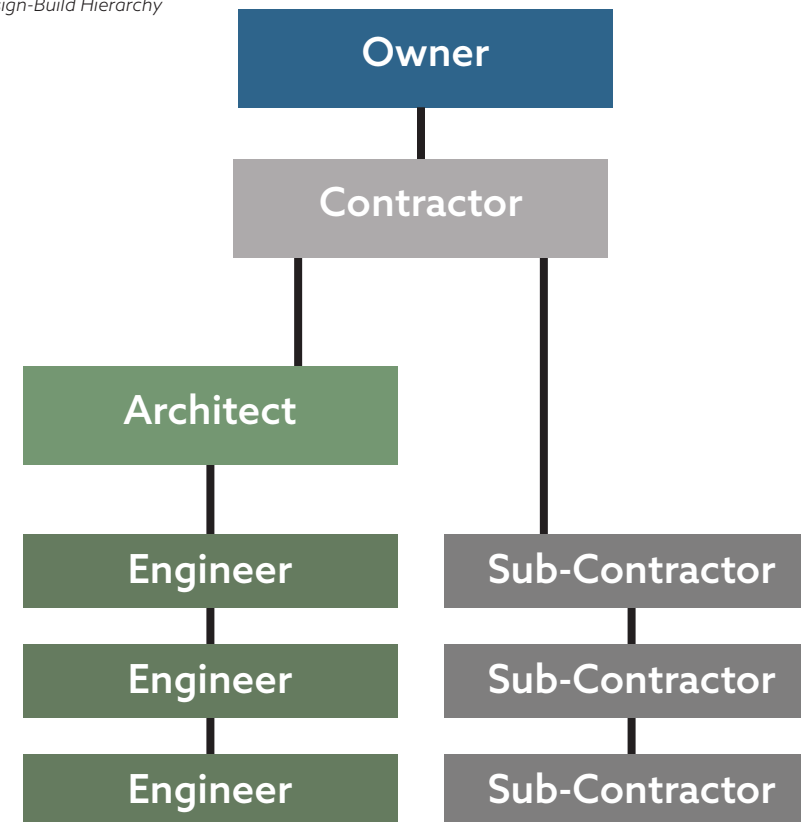 ign-Build Hierarchy
Owner
Contractor
Architect
Engineer
Sub-Contractor
Engineer
Sub-Contractor
Engineer
Sub-Contractor